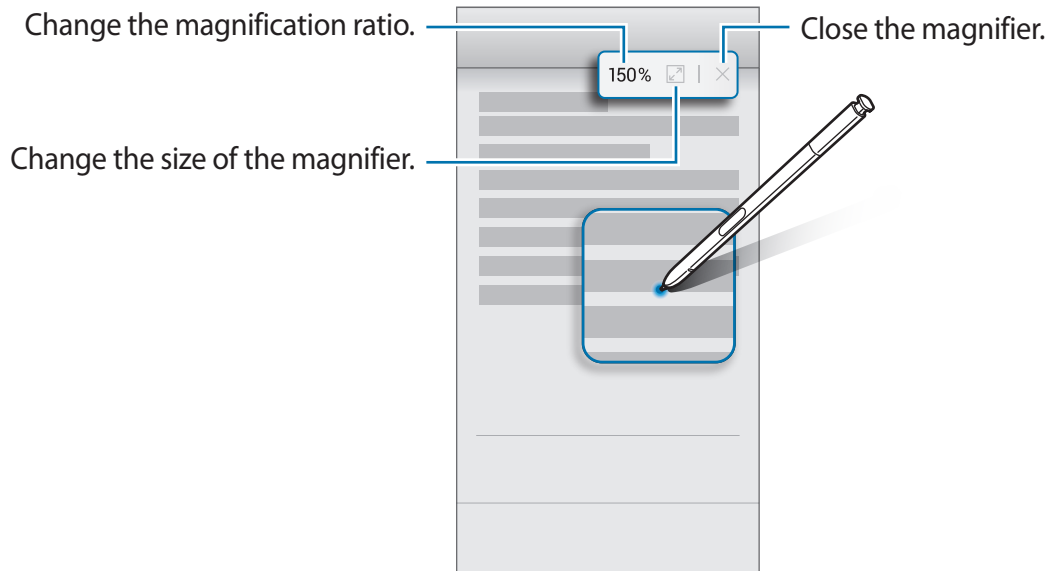 Change the magnification ratio.
Close the magnifier.
150%
Change the size of the magnifier.